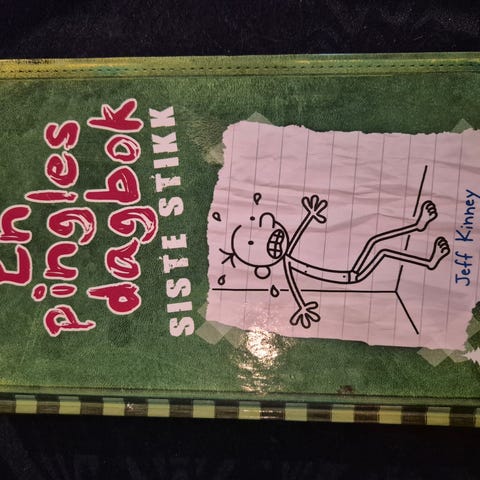 En
pingles
dagbok
SISTE STIKK
Jeff Kinney